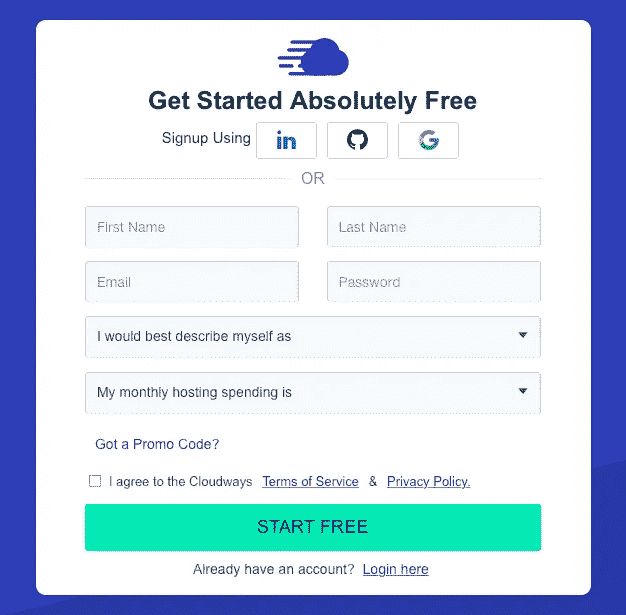 Get Started Absolutely Free
Signup Using
OR
First Name Last Name
Email Password
I would best describe myself as
My monthly hosting spending is
Got a Promo Code?
I agree to the Cloudways Terms of Service & Privacy Policy.
START FREE
Already have an account? Login here